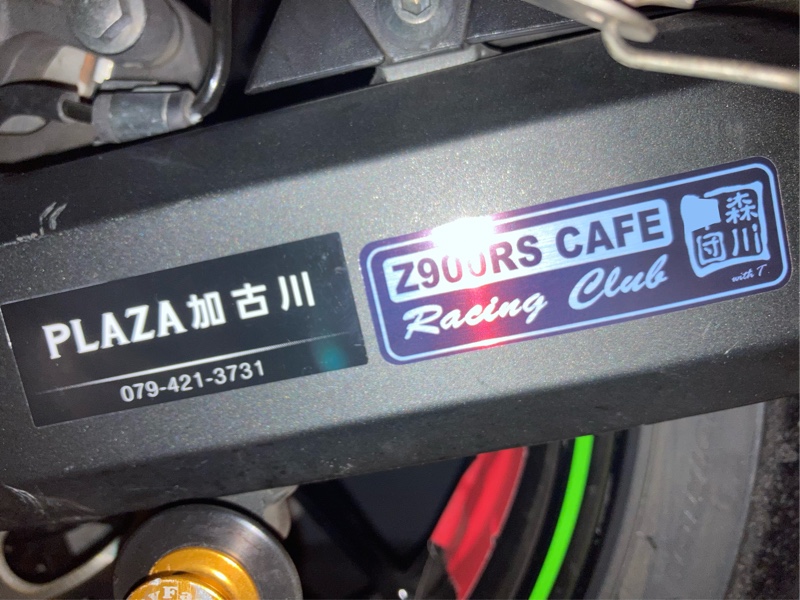 PLAZA加古川
079-421-3731
Z900RS CAFE
Racing Club
森川
団
with T.